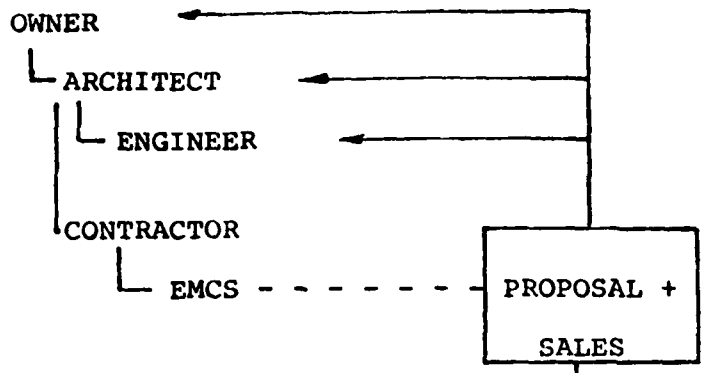 OWNER
ARCHITECT
ENGINEER
CONTRACTOR
EMCS
PROPOSAL +
SALES